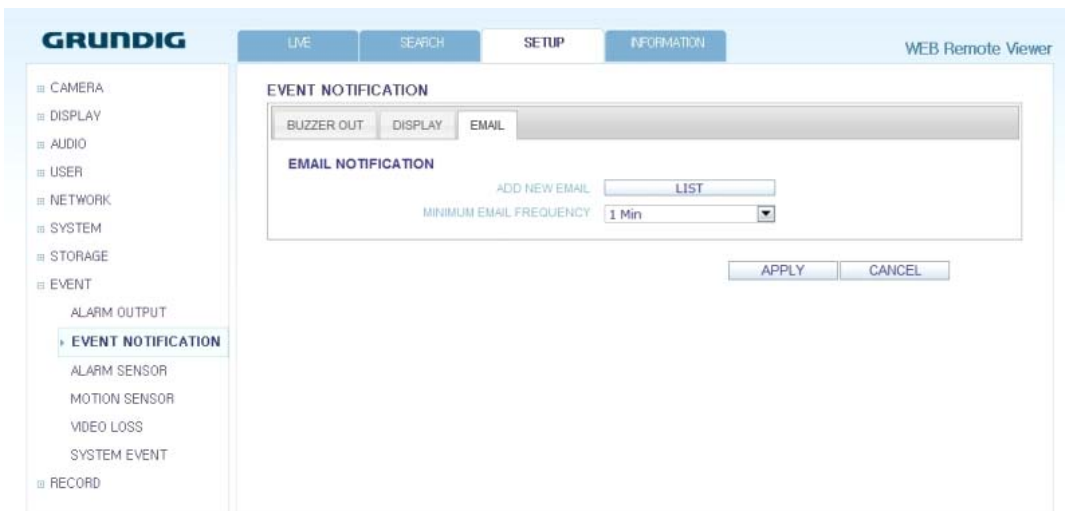 GRUNDIG
LIVE
SEARCH
SETUP
INFORMATION
WEB Remote Viewer
CAMERA
DISPLAY
AUDIO
USER
NETWORK
SYSTEM
STORAGE
EVENT
ALARM OUTPUT
EVENT NOTIFICATION
ALARM SENSOR
MOTION SENSOR
VIDEO LOSS
SYSTEM EVENT
RECORD
EVENT NOTIFICATION
BUZZER OUT
DISPLAY
EMAIL
EMAIL NOTIFICATION
ADD NEW EMAIL
LIST
MINIMUM EMAIL FREQUENCY
1 Min
APPLY
CANCEL